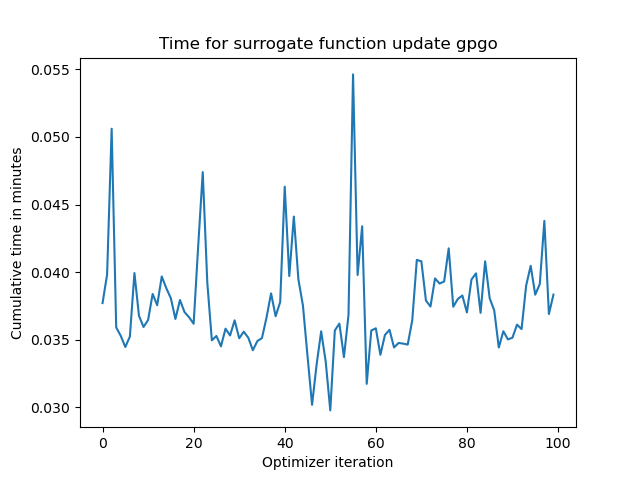 Time for surrogate function update gpgo
0.055
0.050
0.045
0.040
0.035
0.030
Cumulative time in minutes
0 20 40 60 80 100
Optimizer iteration